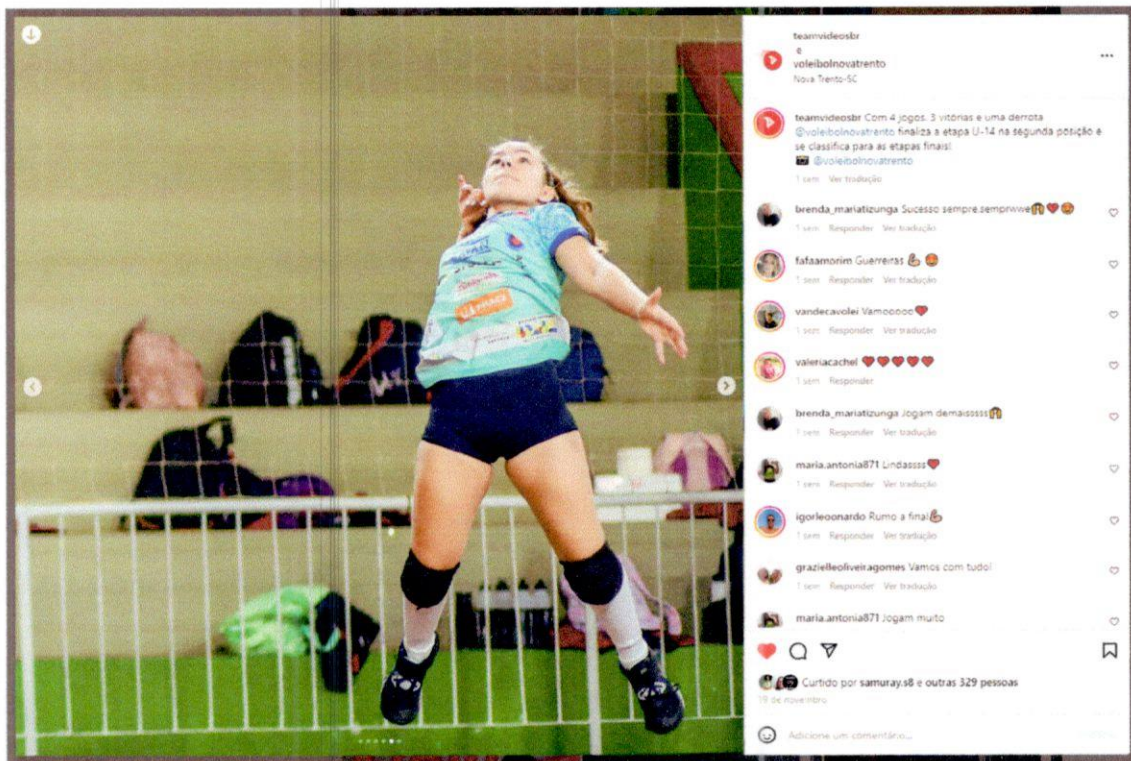 teamvideosbr
e
voleibolnovatrento
Nova Trento-SC
teamvideosbr Com 4 jogos. 3 vitórias e uma derrota
@voleibolnovatrento finaliza a etapa U-14 na segunda posição e
se classifica para as etapas finais!
📷 @voleibolnovatrento
1 sem Ver tradução
brenda_mariatizunga Sucesso sempre.semprwwe🙌❤️🤩
1 sem Responder Ver tradução
fafaamorim Guerreiras 💪🤩
1 sem Responder Ver tradução
vandecavolei Vamooooo❤️
1 sem Responder Ver tradução
valeriacachel ❤️❤️❤️❤️❤️
1 sem Responder
brenda_mariatizunga Jogam demaisssss🙌
1 sem Responder Ver tradução
maria.antonia871 Lindassss❤️
1 sem Responder Ver tradução
igorleoonardo Rumo a final💪
1 sem Responder Ver tradução
grazielleoliveiragomes Vamos com tudo!
1 sem Responder Ver tradução
maria.antonia871 Jogam muito
Curtido por samuray.s8 e outras 329 pessoas
19 de novembro
Adicione um comentário...